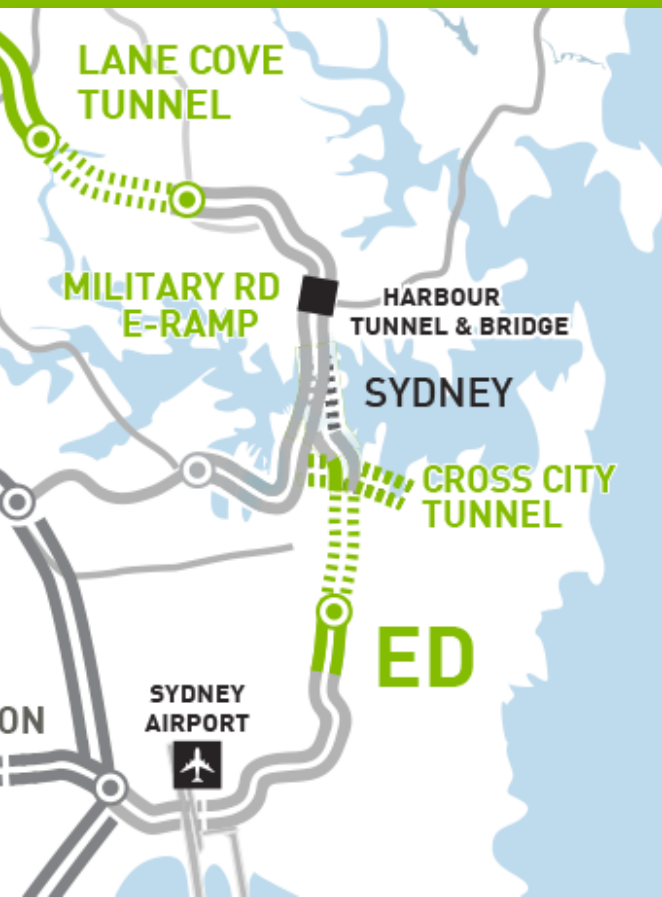 LANE COVE
TUNNEL
MILITARY RD
E-RAMP
HARBOUR
TUNNEL & BRIDGE
SYDNEY
CROSS CITY
TUNNEL
ED
SYDNEY
AIRPORT
ON